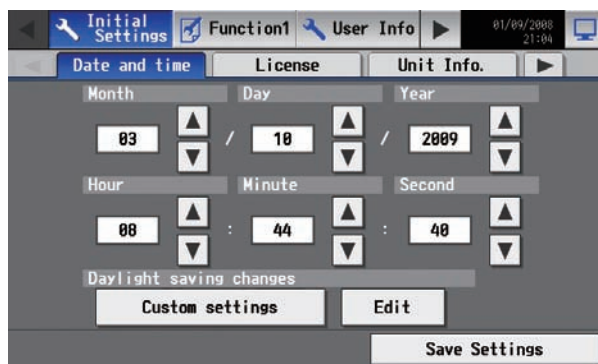 Initial Settings
Function1
User Info
01/09/2008
21:04
Date and time
License
Unit Info.
Month
Day
Year
03 / 10 / 2009
Hour
Minute
Second
08 : 44 : 40
Daylight saving changes
Custom settings
Edit
Save Settings